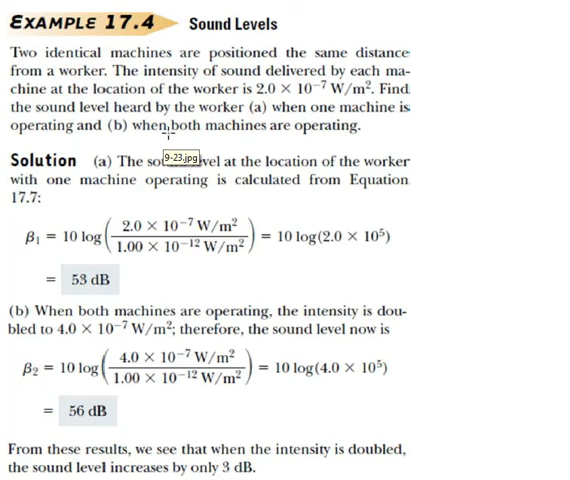 EXAMPLE 17.4 Sound Levels
Two identical machines are positioned the same distance
from a worker. The intensity of sound delivered by each ma-
chine at the location of the worker is 2.0 × 10⁻⁷ W/m². Find
the sound level heard by the worker (a) when one machine is
operating and (b) when both machines are operating.
Solution (a) The so 9-23.jpg vel at the location of the worker
with one machine operating is calculated from Equation
17.7:
β₁ = 10 log(2.0 × 10⁻⁷ W/m² / 1.00 × 10⁻¹² W/m²) = 10 log(2.0 × 10⁵)
= 53 dB
(b) When both machines are operating, the intensity is dou-
bled to 4.0 × 10⁻⁷ W/m²; therefore, the sound level now is
β₂ = 10 log(4.0 × 10⁻⁷ W/m² / 1.00 × 10⁻¹² W/m²) = 10 log(4.0 × 10⁵)
= 56 dB
From these results, we see that when the intensity is doubled,
the sound level increases by only 3 dB.